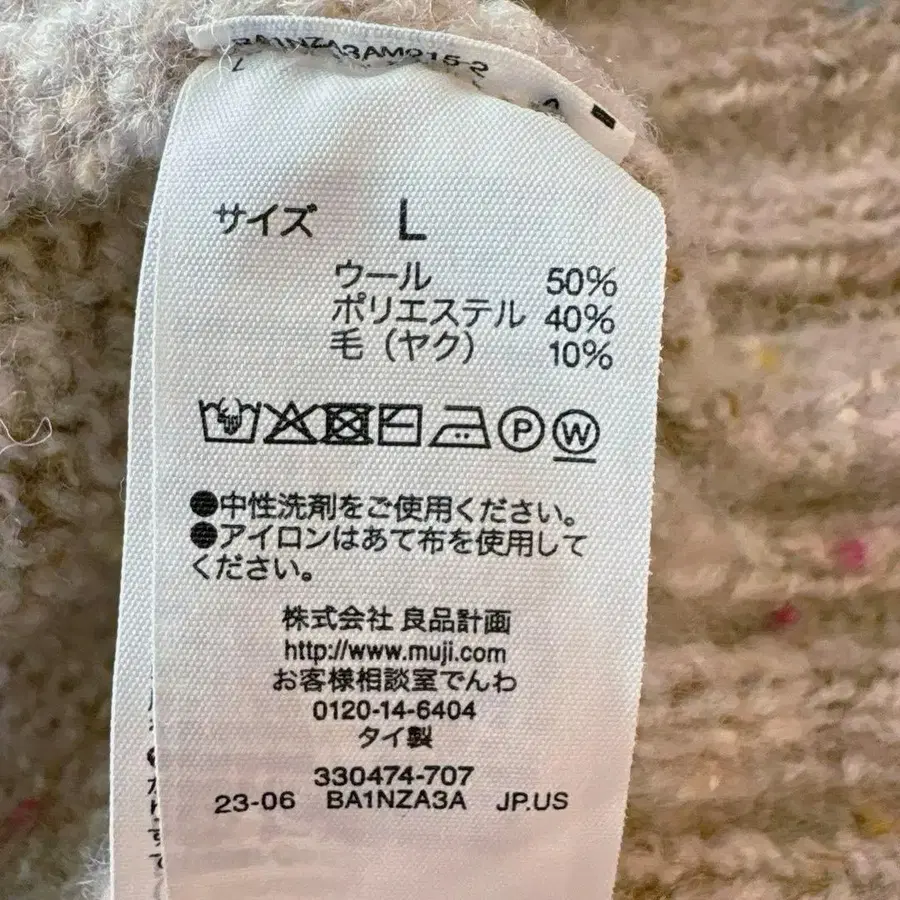 サイズ L
ウール 50%
ポリエステル 40%
毛（ヤク） 10%
P W
●中性洗剤をご使用ください。
●アイロンはあて布を使用して
ください。
株式会社 良品計画
http://www.muji.com
お客様相談室でんわ
0120-14-6404
タイ製
330474-707
23-06 BA1NZA3A JP.US